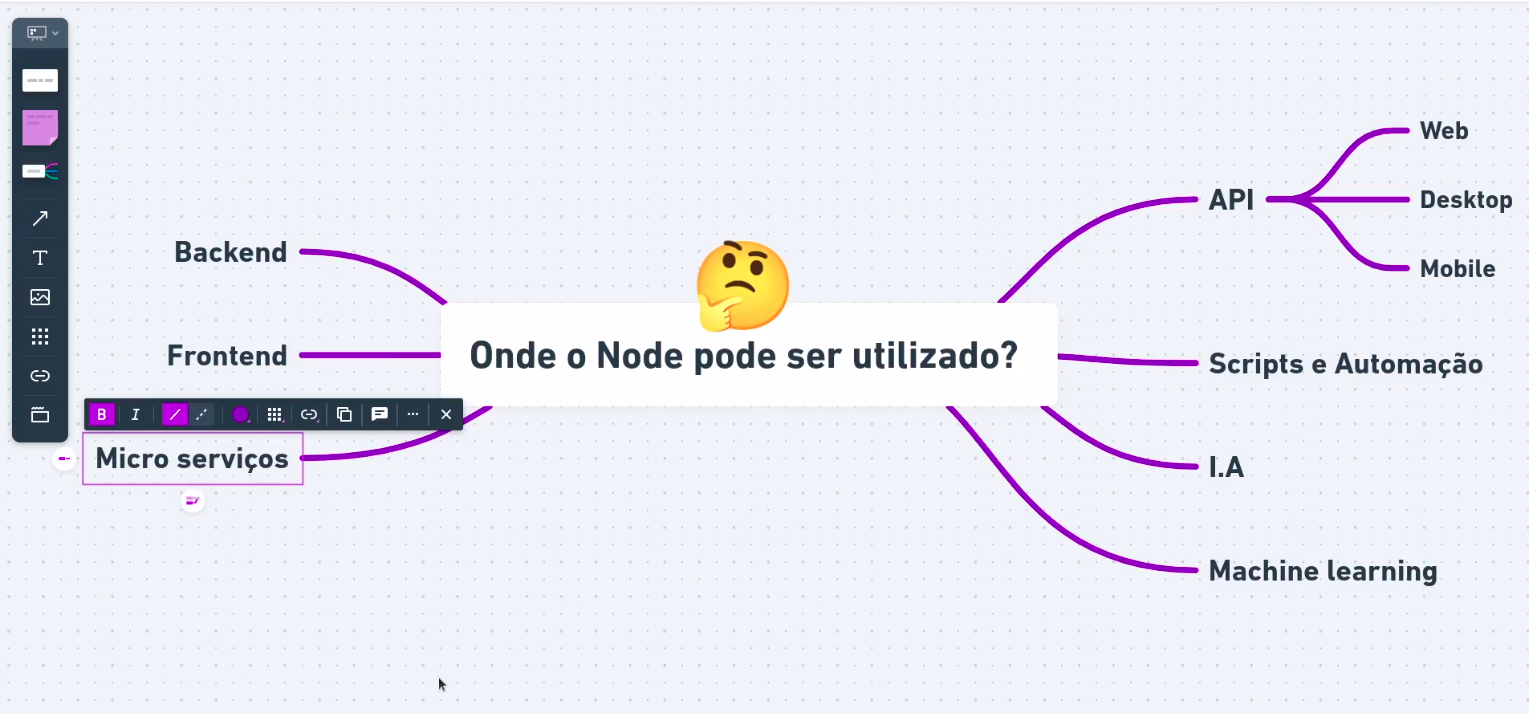 Web
API
Desktop
Backend
Mobile
Onde o Node pode ser utilizado?
Frontend
Scripts e Automação
B
I
T
Micro serviços
I.A
Machine learning